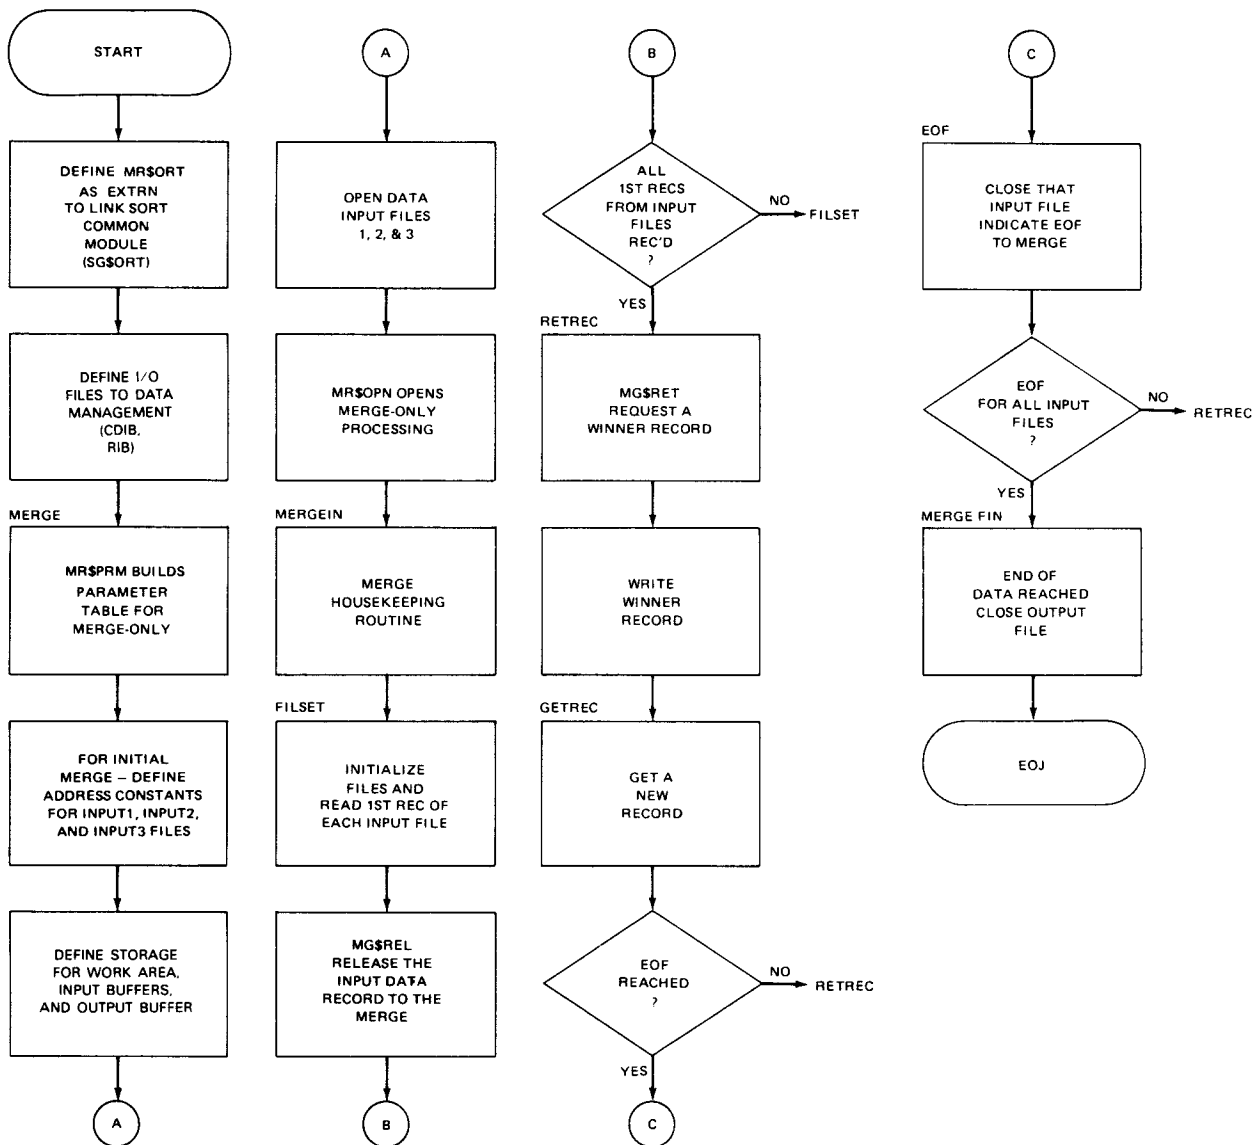 START
DEFINE MR$ORT
AS EXTRN
TO LINK SORT
COMMON
MODULE
(SG$ORT)
DEFINE I/O
FILES TO DATA
MANAGEMENT
(CDIB,
RIB)
MERGE
MR$PRM BUILDS
PARAMETER
TABLE FOR
MERGE-ONLY
FOR INITIAL
MERGE – DEFINE
ADDRESS CONSTANTS
FOR INPUT1, INPUT2,
AND INPUT3 FILES
DEFINE STORAGE
FOR WORK AREA,
INPUT BUFFERS,
AND OUTPUT BUFFER
A
A
OPEN DATA
INPUT FILES
1, 2, & 3
MR$OPN OPENS
MERGE-ONLY
PROCESSING
MERGEIN
MERGE
HOUSEKEEPING
ROUTINE
FILSET
INITIALIZE
FILES AND
READ 1ST REC OF
EACH INPUT FILE
MG$REL
RELEASE THE
INPUT DATA
RECORD TO THE
MERGE
B
B
ALL
1ST RECS
FROM INPUT
FILES
REC'D
?
NO
FILSET
YES
RETREC
MG$RET
REQUEST A
WINNER RECORD
WRITE
WINNER
RECORD
GETREC
GET A
NEW
RECORD
EOF
REACHED
?
NO
RETREC
YES
C
C
EOF
CLOSE THAT
INPUT FILE
INDICATE EOF
TO MERGE
EOF
FOR ALL INPUT
FILES
?
NO
RETREC
YES
MERGE FIN
END OF
DATA REACHED
CLOSE OUTPUT
FILE
EOJ